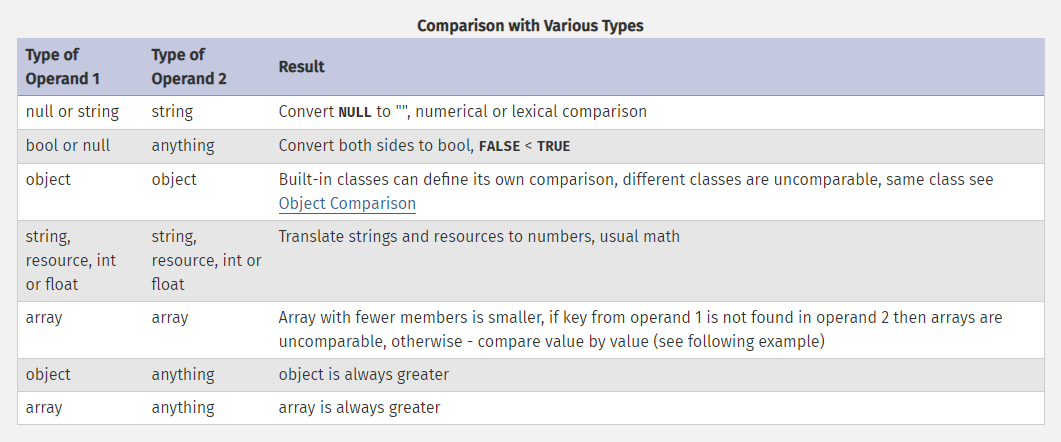 Comparison with Various Types
Type of
Operand 1
Type of
Operand 2
Result
null or string
string
Convert NULL to "", numerical or lexical comparison
bool or null
anything
Convert both sides to bool, FALSE < TRUE
object
object
Built-in classes can define its own comparison, different classes are uncomparable, same class see
Object Comparison
string,
resource, int
or float
string,
resource, int or
float
Translate strings and resources to numbers, usual math
array
array
Array with fewer members is smaller, if key from operand 1 is not found in operand 2 then arrays are
uncomparable, otherwise - compare value by value (see following example)
object
anything
object is always greater
array
anything
array is always greater